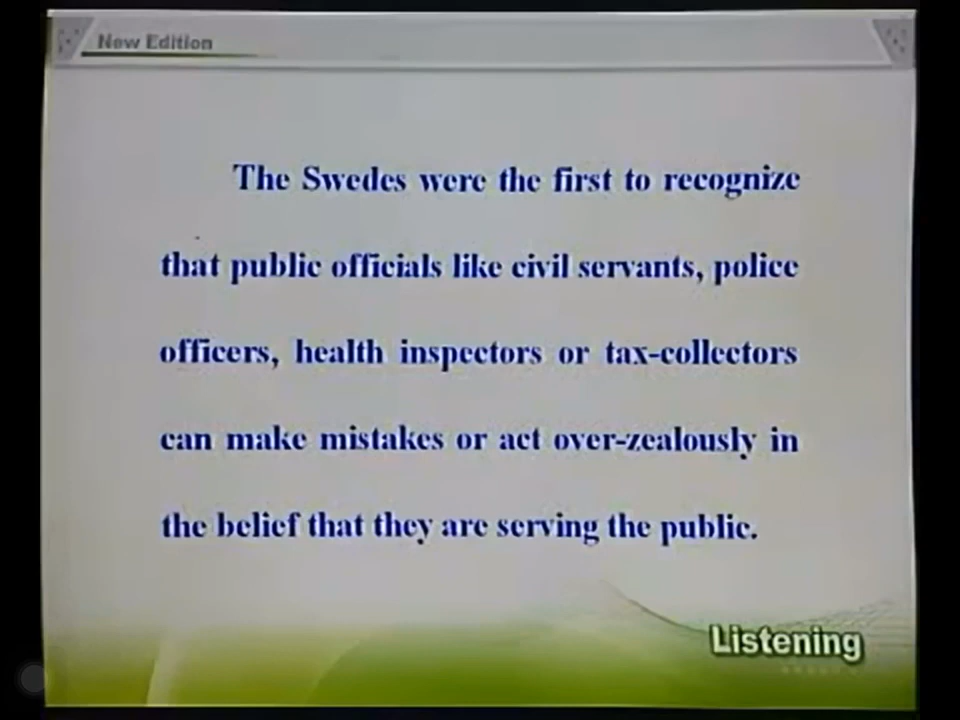 New Edition
The Swedes were the first to recognize
that public officials like civil servants, police
officers, health inspectors or tax-collectors
can make mistakes or act over-zealously in
the belief that they are serving the public.
Listening